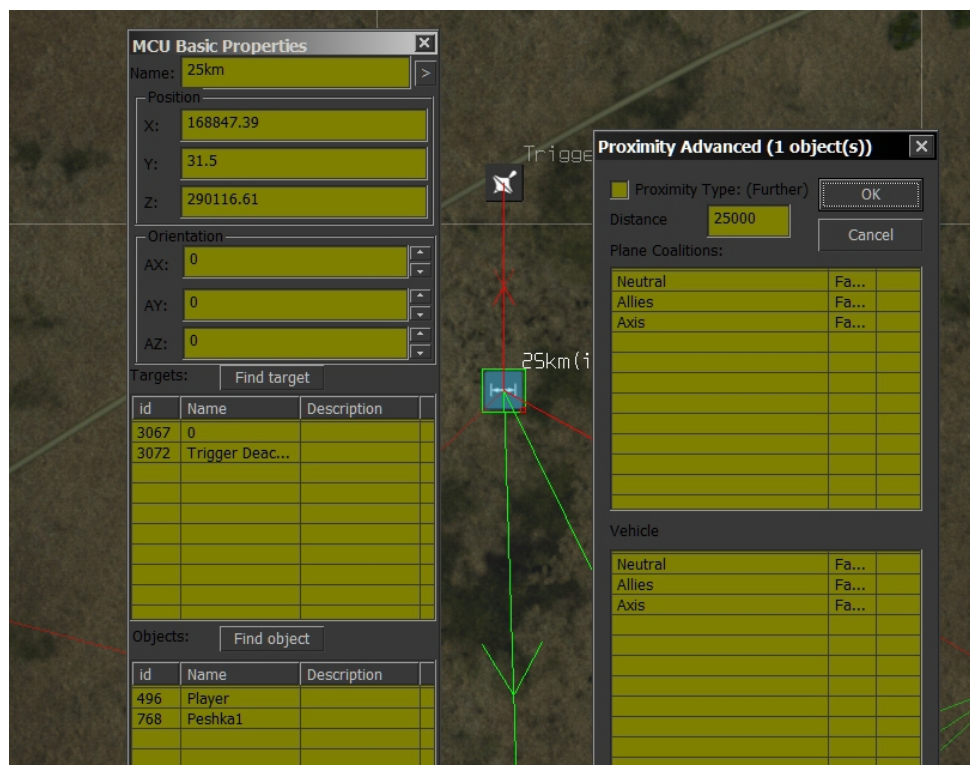 MCU Basic Properties
Name: 25km >
Position
X: 168847.39
Y: 31.5
Z: 290116.61
Orientation
AX: 0
AY: 0
AZ: 0
Targets: Find target
id Name Description
3067 0
3072 Trigger Deac...
Objects: Find object
id Name Description
496 Player
768 Peshka1
Trigge
25km(i
Proximity Advanced (1 object(s))
Proximity Type: (Further) OK
Distance 25000
Cancel
Plane Coalitions:
Neutral Fa...
Allies Fa...
Axis Fa...
Vehicle
Neutral Fa...
Allies Fa...
Axis Fa...